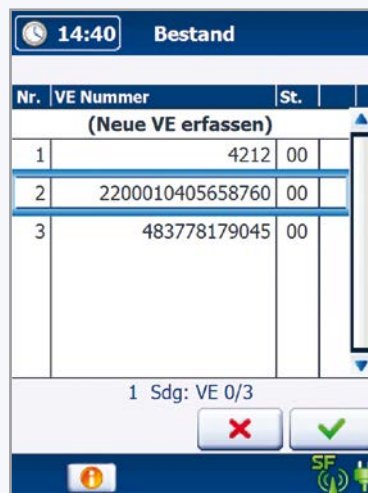 14:40 Bestand
Nr. VE Nummer St.
(Neue VE erfassen)
1 4212 00
2 2200010405658760 00
3 483778179045 00
1 Sdg: VE 0/3
SF